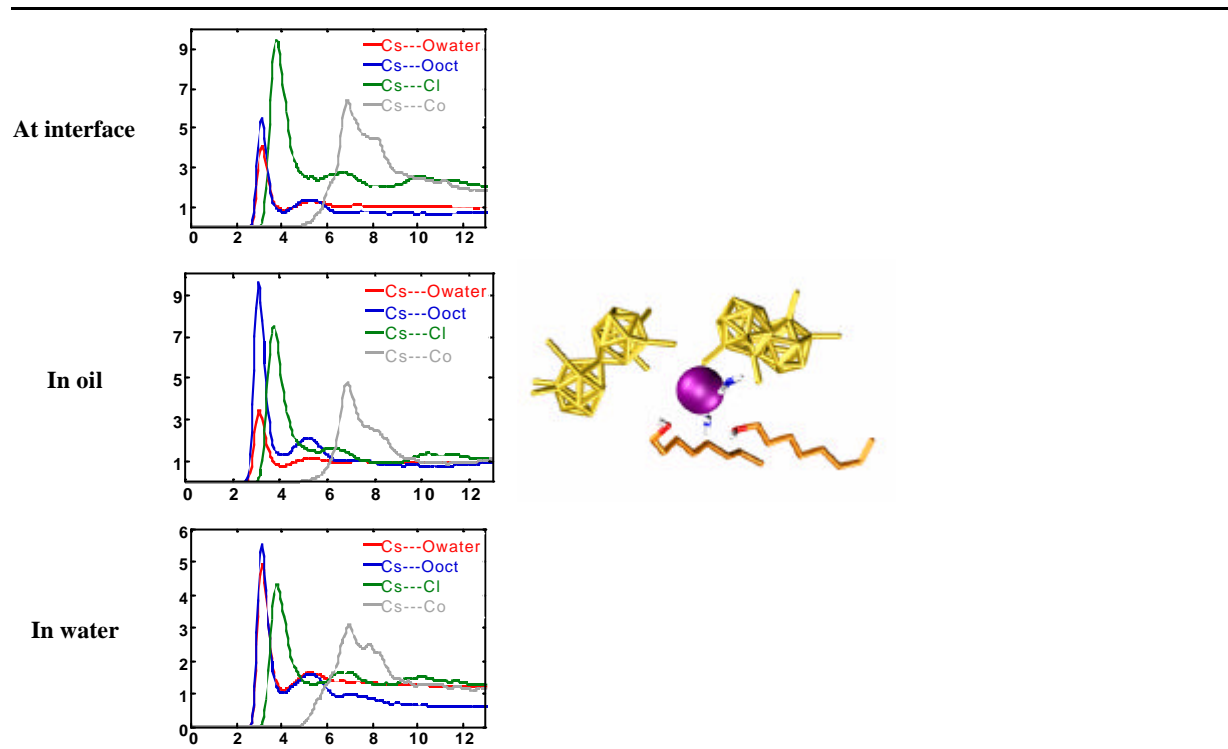 At interface
9
7
5
3
1
Cs---Owater
Cs---Ooct
Cs---Cl
Cs---Co
0 2 4 6 8 10 12
In oil
9
7
5
3
1
Cs---Owater
Cs---Ooct
Cs---Cl
Cs---Co
0 2 4 6 8 10 12
In water
6
5
4
3
2
1
0
Cs---Owater
Cs---Ooct
Cs---Cl
Cs---Co
0 2 4 6 8 10 12